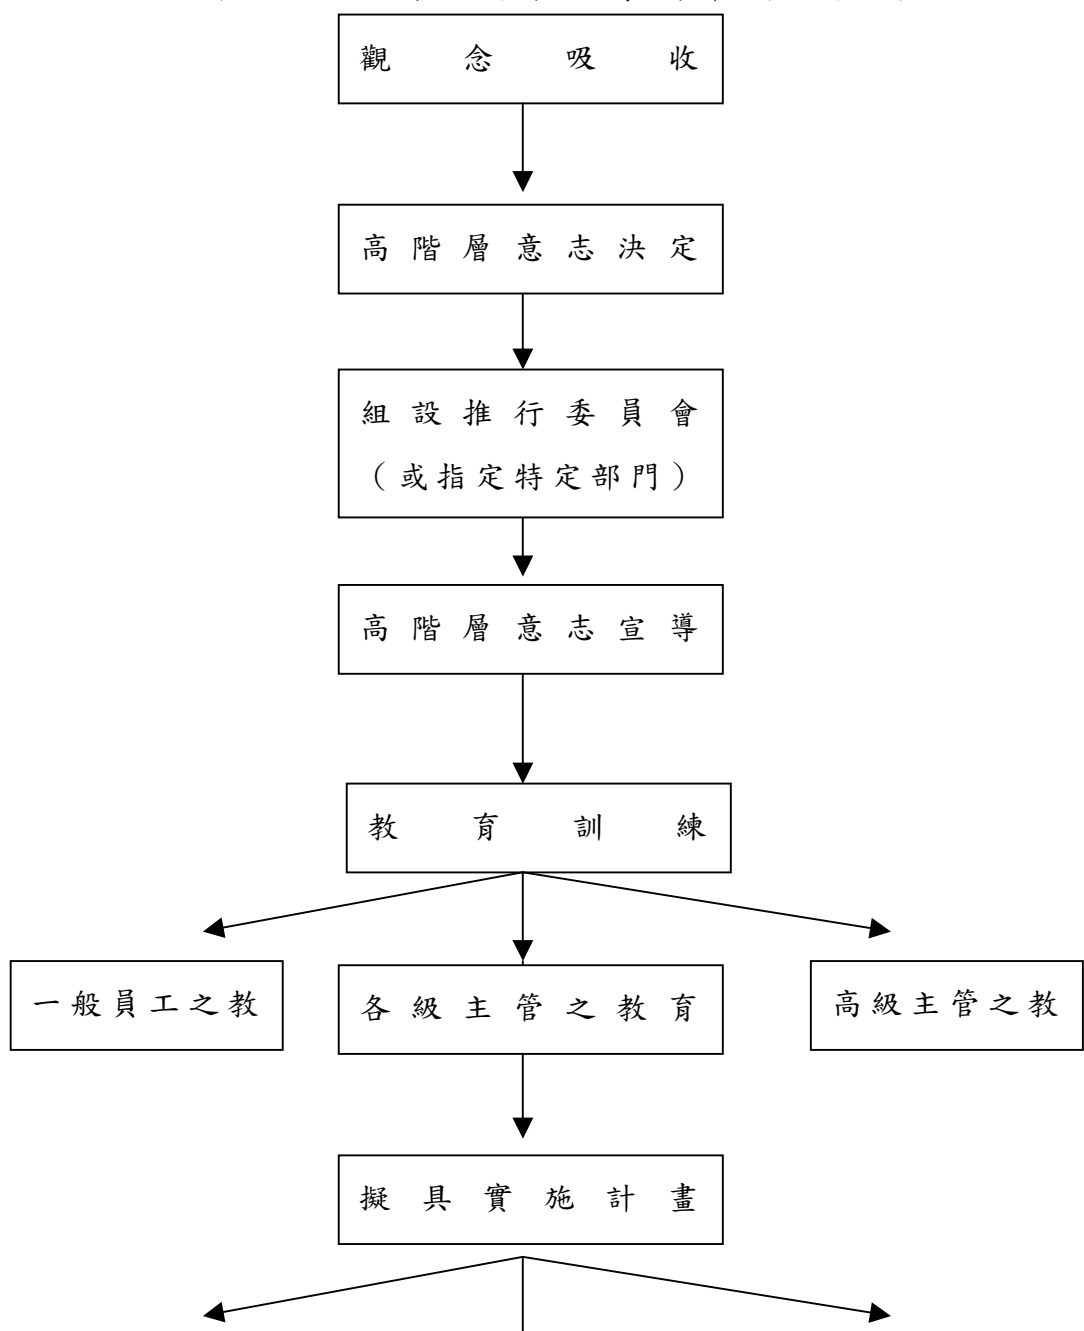 觀念吸收
高階層意志決定
組設推行委員會
（或指定特定部門）
高階層意志宣導
教育訓練
一般員工之教
各級主管之教育
高級主管之教
擬具實施計畫